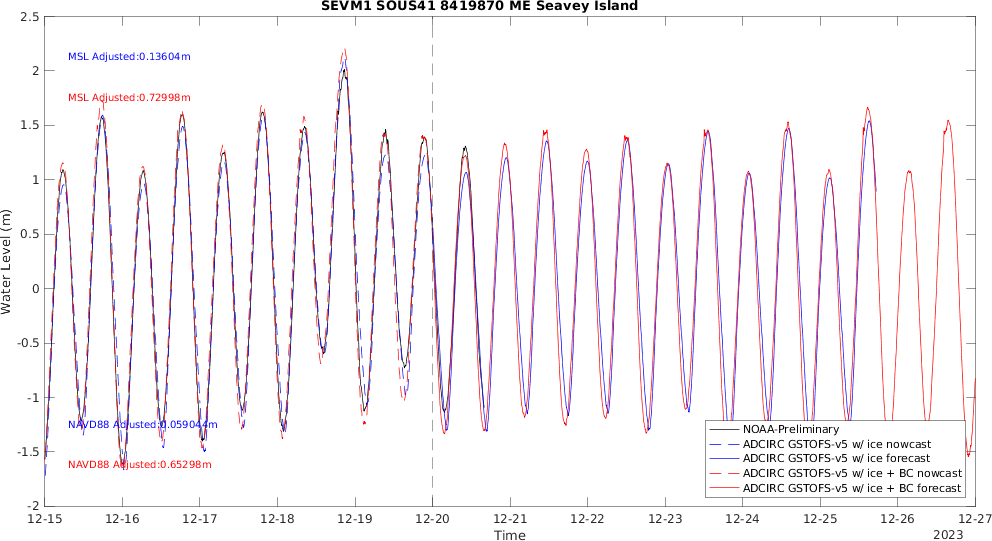 SEVM1 SOUS41 8419870 ME Seavey Island
2.5
2
1.5
1
0.5
0
-0.5
-1
-1.5
-2
Water Level (m)
MSL Adjusted:0.13604m
MSL Adjusted:0.72998m
NAVD88 Adjusted:0.059044m
NAVD88 Adjusted:0.65298m
NOAA-Preliminary
ADCIRC GSTOFS-v5 w/ ice nowcast
ADCIRC GSTOFS-v5 w/ ice forecast
ADCIRC GSTOFS-v5 w/ ice + BC nowcast
ADCIRC GSTOFS-v5 w/ ice + BC forecast
12-15 12-16 12-17 12-18 12-19 12-20 12-21 12-22 12-23 12-24 12-25 12-26 12-27
Time
2023